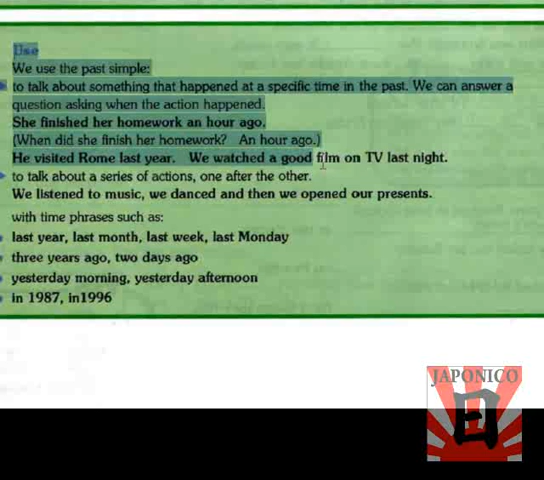 Use
We use the past simple:
to talk about something that happened at a specific time in the past. We can answer a
question asking when the action happened.
She finished her homework an hour ago.
(When did she finish her homework? An hour ago.)
He visited Rome last year. We watched a good film on TV last night.
to talk about a series of actions, one after the other.
We listened to music, we danced and then we opened our presents.
with time phrases such as:
last year, last month, last week, last Monday
three years ago, two days ago
yesterday morning, yesterday afternoon
in 1987, in1996
JAPONICO
日